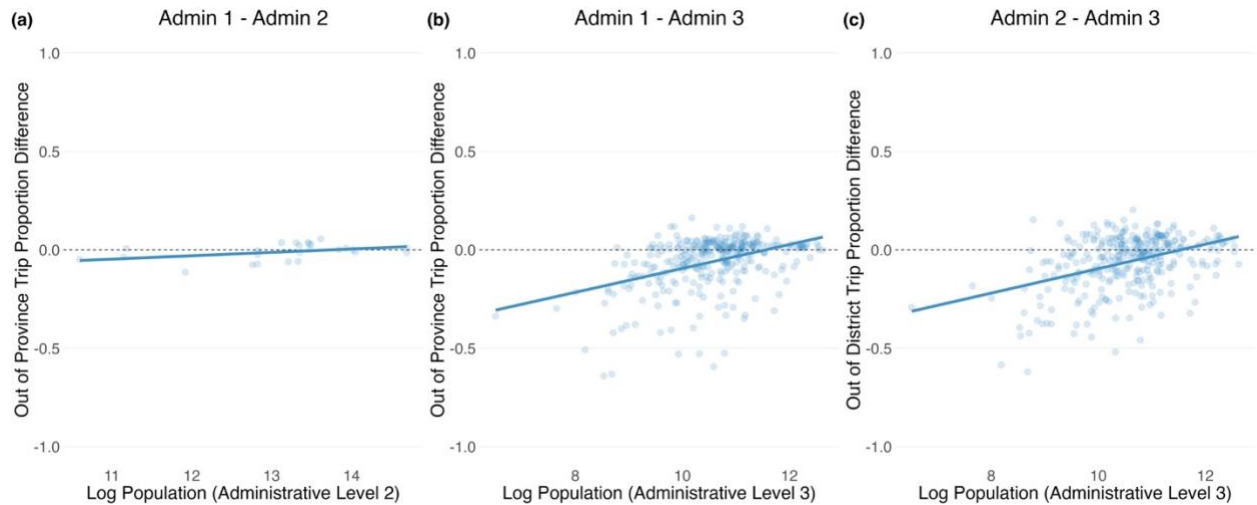 (a) Admin 1 - Admin 2
Out of Province Trip Proportion Difference
1.0
0.5
0.0
-0.5
-1.0
11 12 13 14
Log Population (Administrative Level 2)
(b) Admin 1 - Admin 3
Out of Province Trip Proportion Difference
1.0
0.5
0.0
-0.5
-1.0
8 10 12
Log Population (Administrative Level 3)
(c) Admin 2 - Admin 3
Out of District Trip Proportion Difference
1.0
0.5
0.0
-0.5
-1.0
8 10 12
Log Population (Administrative Level 3)